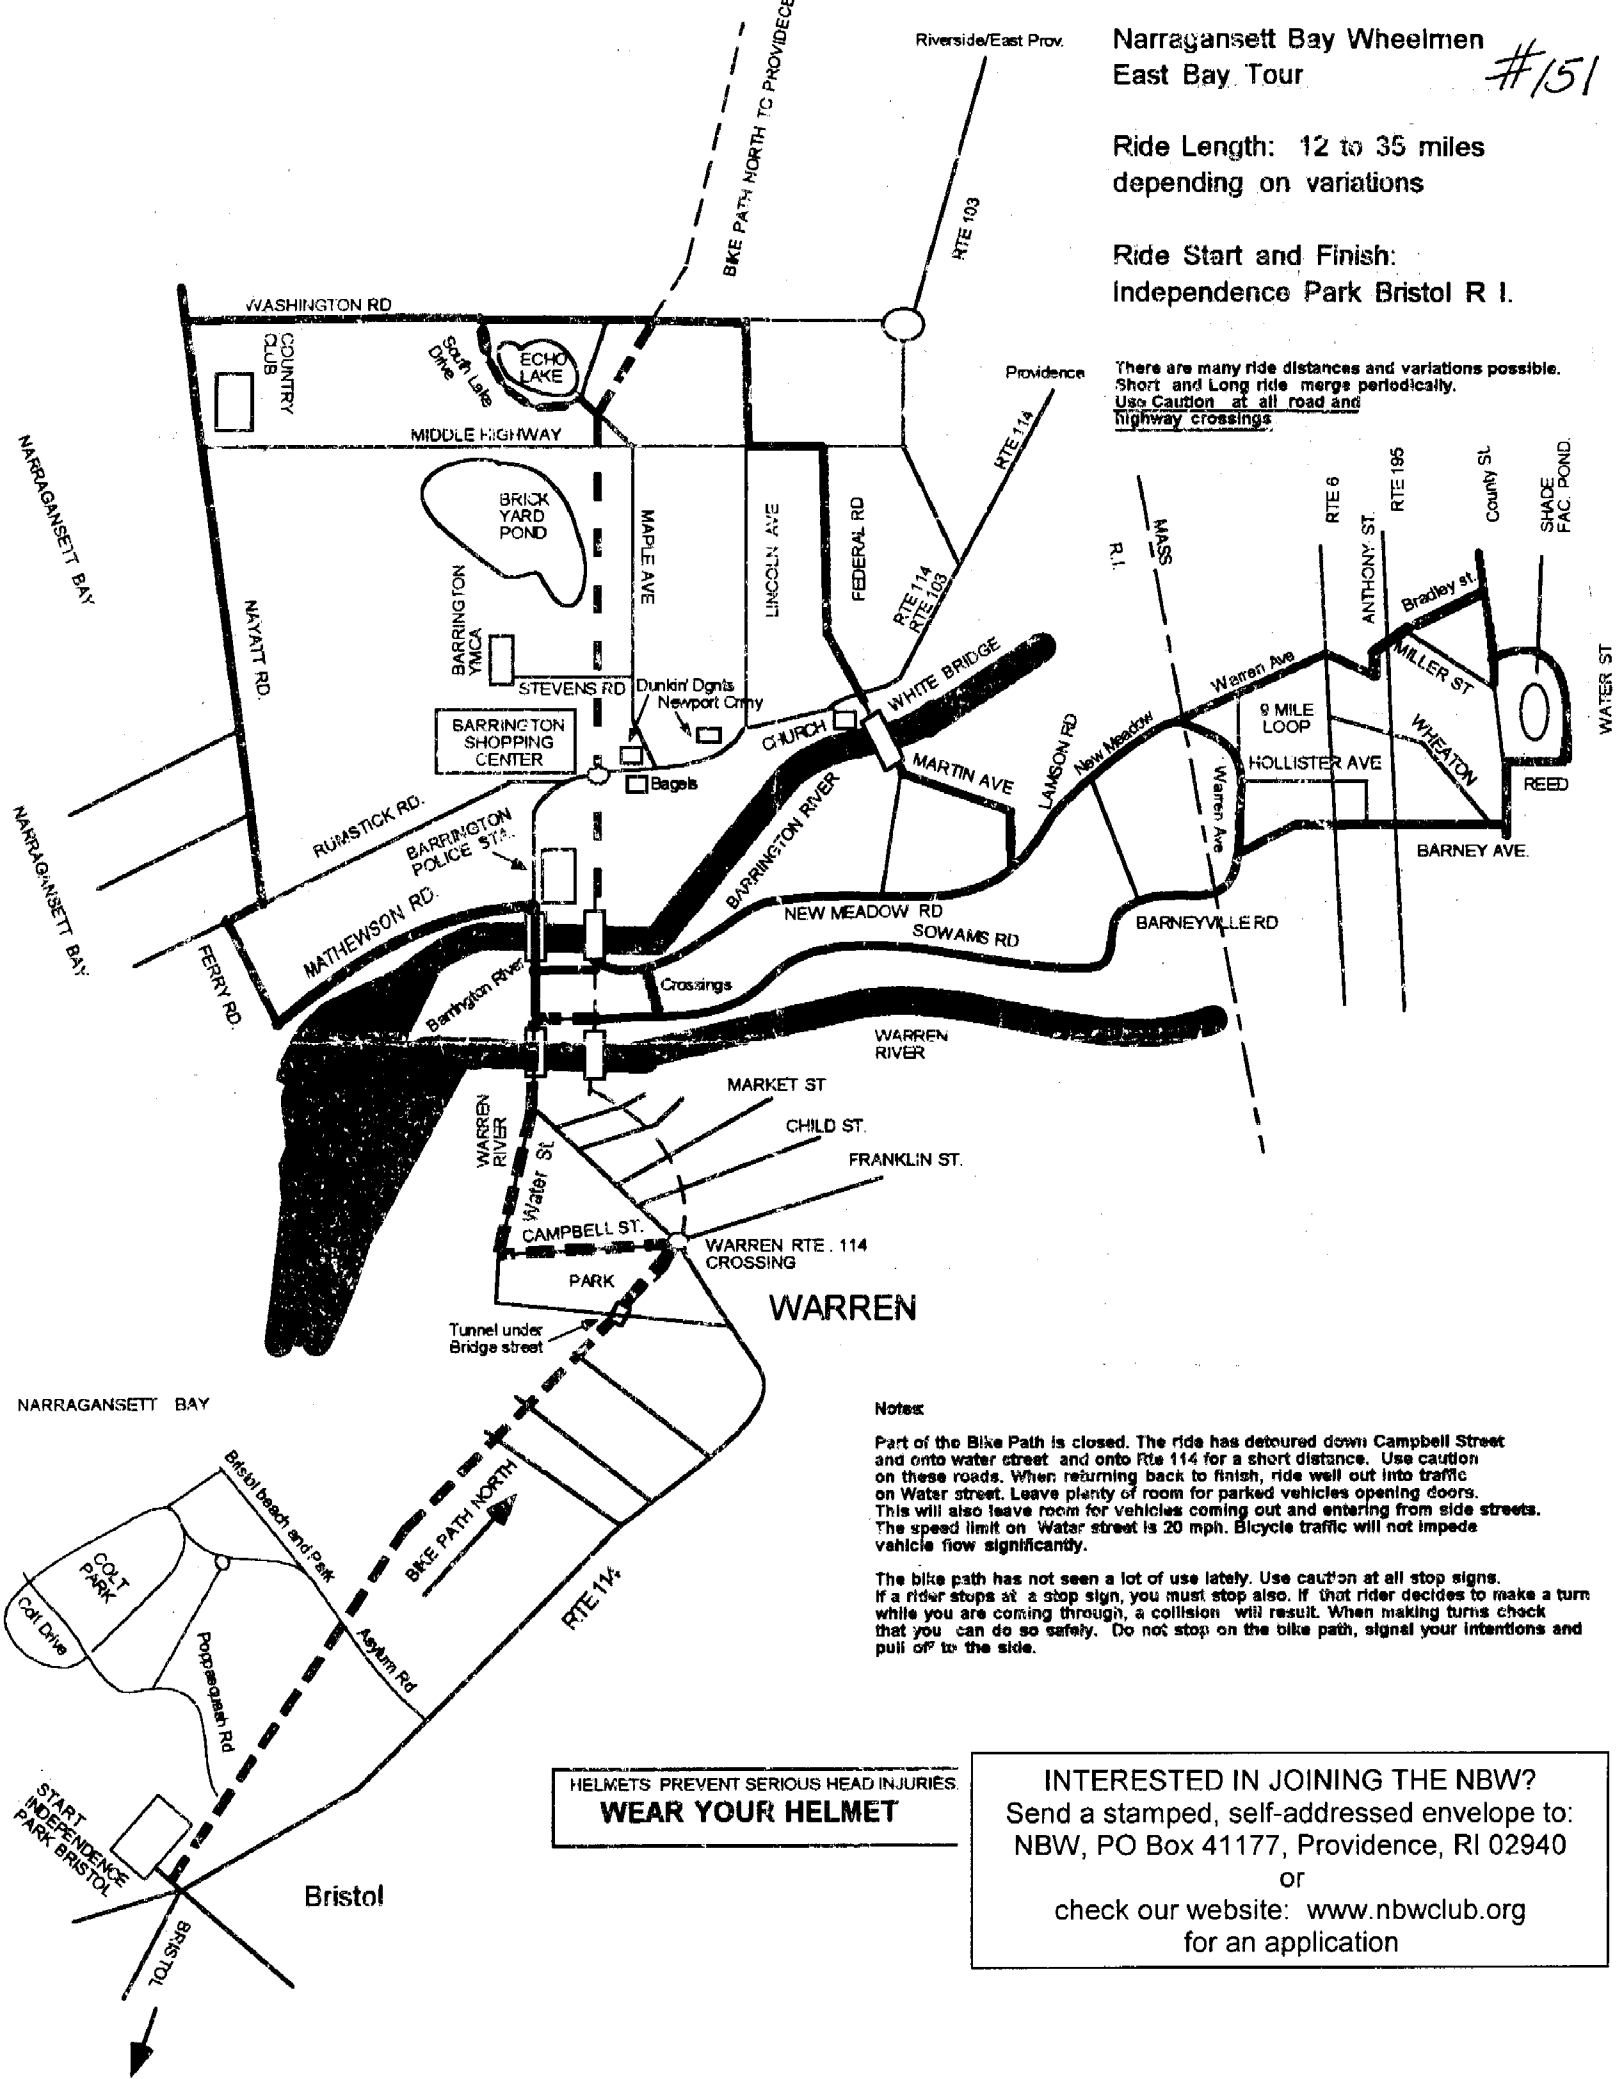 BIKE PATH NORTH TO PROVIDECE
Riverside/East Prov.
RTE 103
Narragansett Bay Wheelmen
East Bay Tour
#151
Ride Length: 12 to 35 miles
depending on variations
Ride Start and Finish:
Independence Park Bristol R I.
There are many ride distances and variations possible.
Short and Long ride merge periodically.
Use Caution at all road and
highway crossings
WASHINGTON RD
COUNTRY
CLUB
South Lake
Drive
ECHO
LAKE
MIDDLE HIGHWAY
Providence
RTE 114
NARRAGANSETT BAY
BRICK
YARD
POND
MAPLE AVE
LINCOLN AVE
FEDERAL RD
RTE 114
RTE 103
MASS
R.I.
RTE 6
ANTHONY ST.
RTE 195
County St.
SHADE
FAC. POND.
WATER ST
NAYATT RD.
BARRINGTON
YMCA
STEVENS RD
Dunkin' Dgnts
Newport Crmy
BARRINGTON
SHOPPING
CENTER
Bagels
CHURCH
WHITE BRIDGE
MARTIN AVE
LAMSON RD
New Meadow
Warren Ave
Bradley st.
MILLER ST
9 MILE
LOOP
WHEATON
HOLLISTER AVE
Warren Ave
REED
BARNEY AVE.
NARRAGANSETT BAY
RUMSTICK RD.
BARRINGTON
POLICE STA.
BARRINGTON RIVER
MATHEWSON RD.
FERRY RD.
NEW MEADOW RD
SOWAMS RD
BARNEYVILLE RD
Barrington River
Crossings
WARREN
RIVER
WARREN
RIVER
Water St.
MARKET ST
CHILD ST.
FRANKLIN ST.
CAMPBELL ST.
WARREN RTE. 114
CROSSING
PARK
WARREN
Tunnel under
Bridge street
NARRAGANSETT BAY
Bristol beach and Park
BIKE PATH NORTH
RTE 114
COLT
PARK
Colt Drive
Poppasquash Rd
Asylum Rd
Notes:
Part of the Bike Path is closed. The ride has detoured down Campbell Street
and onto water street and onto Rte 114 for a short distance. Use caution
on these roads. When returning back to finish, ride well out into traffic
on Water street. Leave plenty of room for parked vehicles opening doors.
This will also leave room for vehicles coming out and entering from side streets.
The speed limit on Water street is 20 mph. Bicycle traffic will not impede
vehicle flow significantly.
The bike path has not seen a lot of use lately. Use caution at all stop signs.
If a rider stops at a stop sign, you must stop also. If that rider decides to make a turn
while you are coming through, a collision will result. When making turns check
that you can do so safely. Do not stop on the bike path, signal your intentions and
pull off to the side.
START
INDEPENDENCE
PARK BRISTOL
Bristol
BRISTOL
HELMETS PREVENT SERIOUS HEAD INJURIES.
WEAR YOUR HELMET
INTERESTED IN JOINING THE NBW?
Send a stamped, self-addressed envelope to:
NBW, PO Box 41177, Providence, RI 02940
or
check our website: www.nbwclub.org
for an application